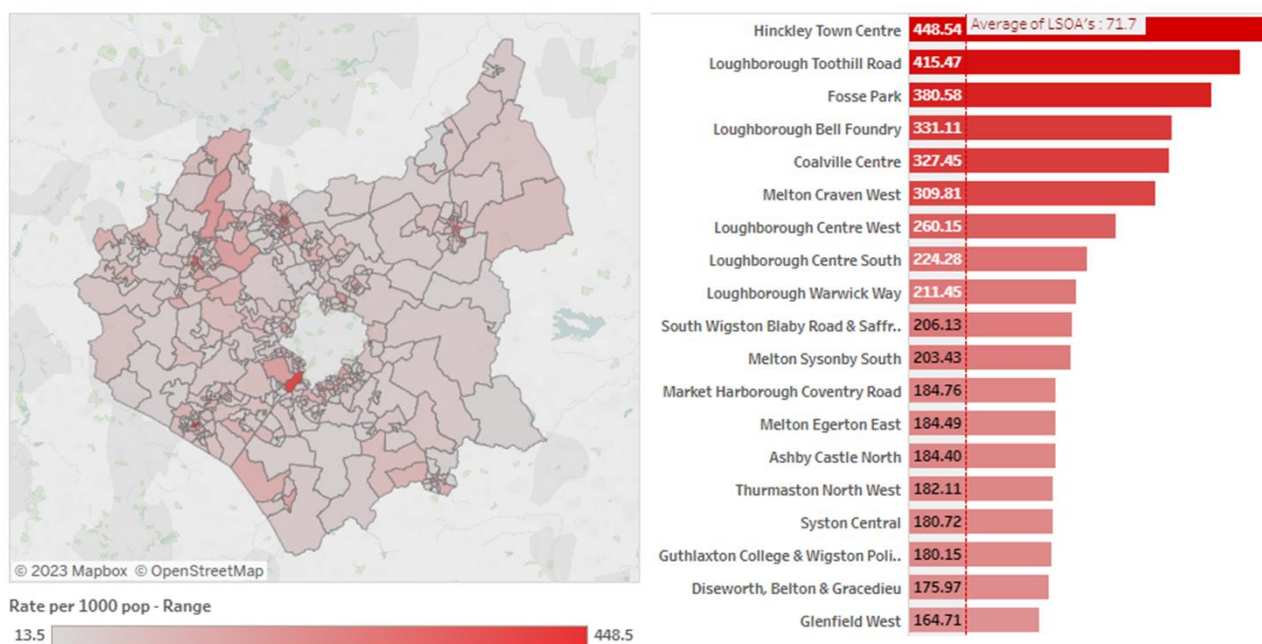 Hinckley Town Centre 448.54 Average of LSOA's : 71.7
Loughborough Toothill Road 415.47
Fosse Park 380.58
Loughborough Bell Foundry 331.11
Coalville Centre 327.45
Melton Craven West 309.81
Loughborough Centre West 260.15
Loughborough Centre South 224.28
Loughborough Warwick Way 211.45
South Wigston Blaby Road & Saffr.. 206.13
Melton Sysonby South 203.43
Market Harborough Coventry Road 184.76
Melton Egerton East 184.49
Ashby Castle North 184.40
Thurmaston North West 182.11
Syston Central 180.72
Guthlaxton College & Wigston Poli.. 180.15
Diseworth, Belton & Gracedieu 175.97
Glenfield West 164.71
© 2023 Mapbox © OpenStreetMap
Rate per 1000 pop - Range
13.5 448.5